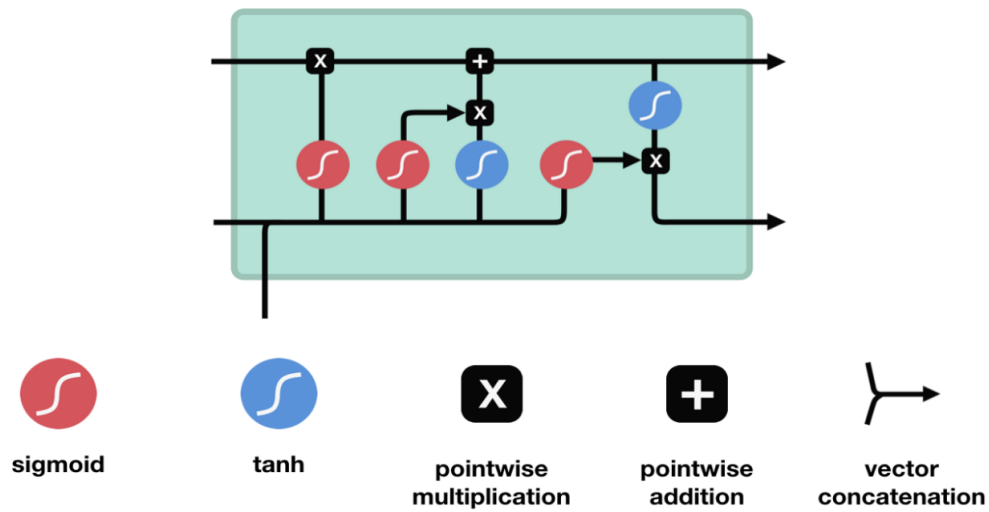 X
+
X
X
X
+
sigmoid
tanh
pointwise
multiplication
pointwise
addition
vector
concatenation